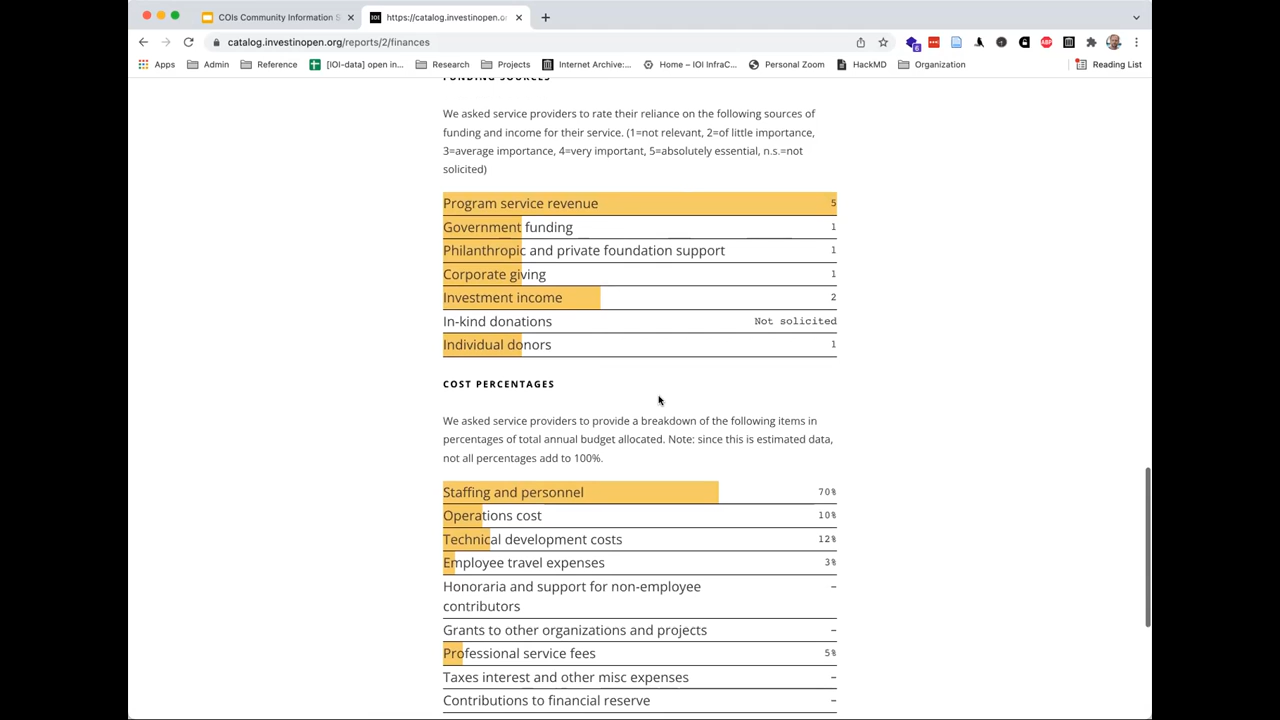 COIs Community Information S
https://catalog.investinopen.or
catalog.investinopen.org/reports/2/finances
Apps
Admin
Reference
[IOI-data] open in...
Research
Projects
Internet Archive:...
Home – IOI InfraC...
Personal Zoom
HackMD
Organization
Reading List
FUNDING SOURCES
We asked service providers to rate their reliance on the following sources of
funding and income for their service. (1=not relevant, 2=of little importance,
3=average importance, 4=very important, 5=absolutely essential, n.s.=not
solicited)
Program service revenue 5
Government funding 1
Philanthropic and private foundation support 1
Corporate giving 1
Investment income 2
In-kind donations Not solicited
Individual donors 1
COST PERCENTAGES
We asked service providers to provide a breakdown of the following items in
percentages of total annual budget allocated. Note: since this is estimated data,
not all percentages add to 100%.
Staffing and personnel 70%
Operations cost 10%
Technical development costs 12%
Employee travel expenses 3%
Honoraria and support for non-employee –
contributors
Grants to other organizations and projects –
Professional service fees 5%
Taxes interest and other misc expenses –
Contributions to financial reserve –